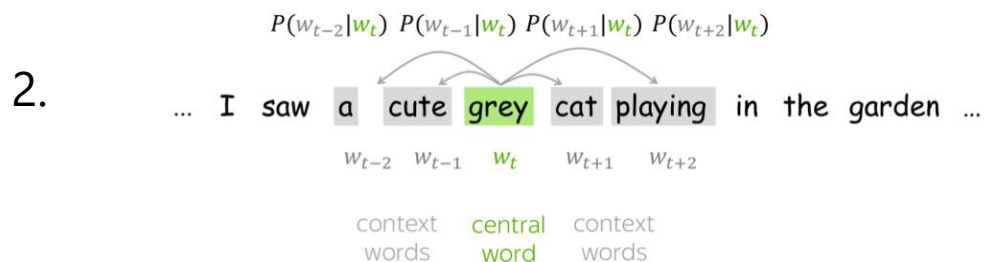 P(w_{t-2}|w_t) P(w_{t-1}|w_t) P(w_{t+1}|w_t) P(w_{t+2}|w_t)
2.
... I saw a cute grey cat playing in the garden ...
w_{t-2} w_{t-1} w_t w_{t+1} w_{t+2}
context central context
words word words